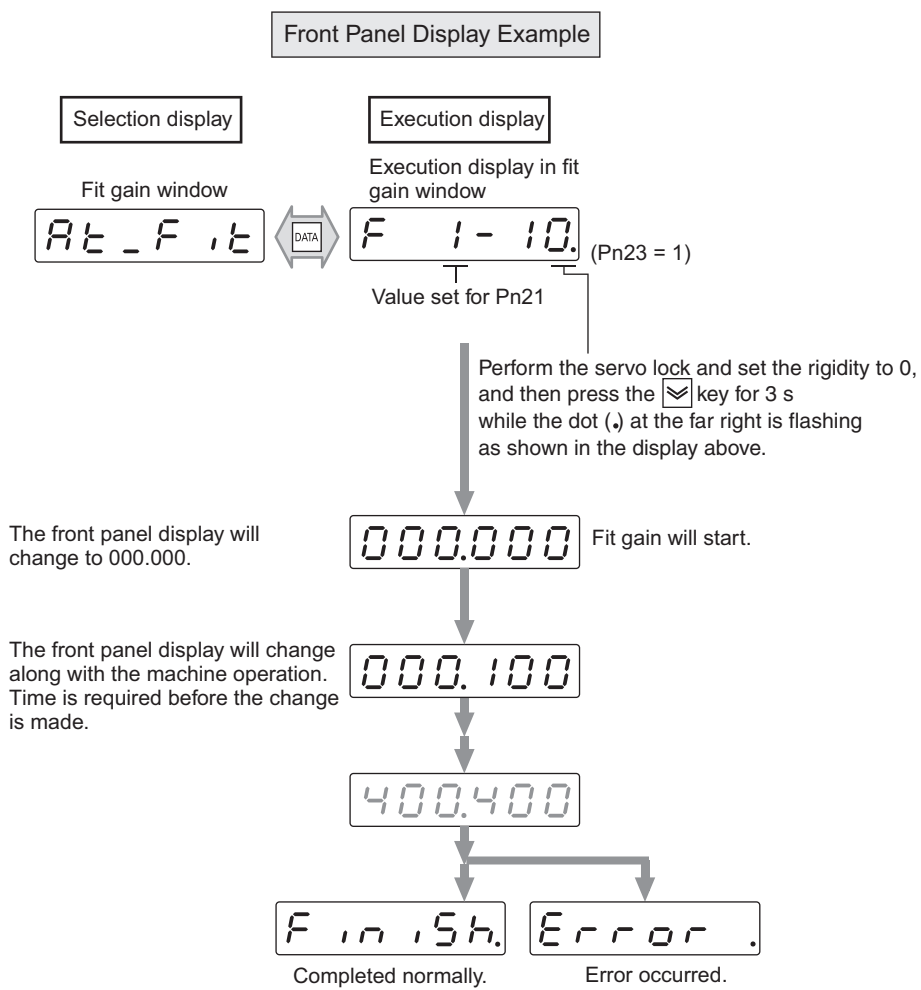 Front Panel Display Example
Selection display
Execution display
Fit gain window
Execution display in fit
gain window
At_Fit
DATA
F 1- 10.
(Pn23 = 1)
Value set for Pn21
Perform the servo lock and set the rigidity to 0,
and then press the key for 3 s
while the dot (.) at the far right is flashing
as shown in the display above.
The front panel display will
change to 000.000.
000.000
Fit gain will start.
The front panel display will change
along with the machine operation.
Time is required before the change
is made.
000.100
400.400
FiniSh.
Error .
Completed normally.
Error occurred.